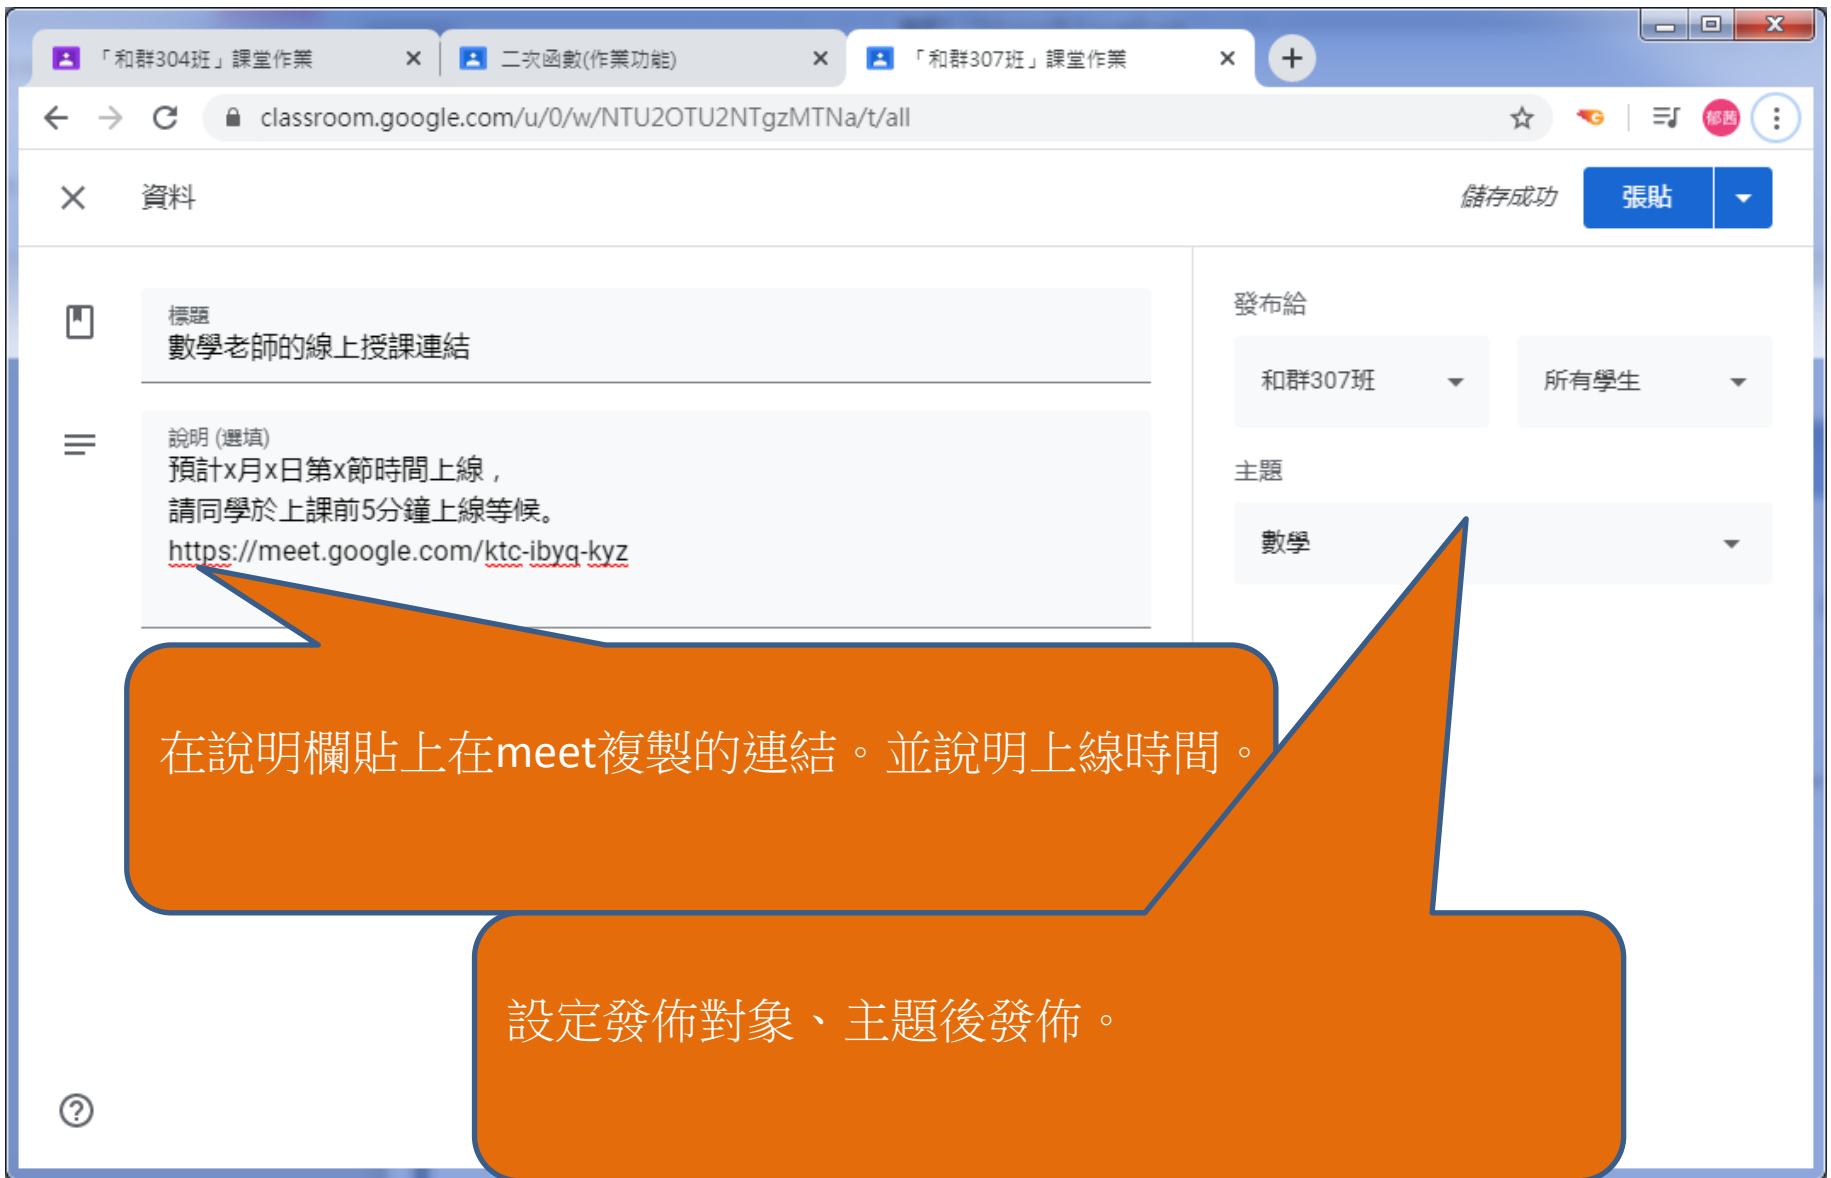 「和群304班」課堂作業
二次函數(作業功能)
「和群307班」課堂作業
classroom.google.com/u/0/w/NTU2OTU2NTgzMTNa/t/all
郁茜
資料
儲存成功
張貼
標題
數學老師的線上授課連結
說明 (選填)
預計x月x日第x節時間上線，
請同學於上課前5分鐘上線等候。
https://meet.google.com/ktc-ibyq-kyz
發布給
和群307班
所有學生
主題
數學
在說明欄貼上在meet複製的連結。並說明上線時間。
設定發佈對象、主題後發佈。